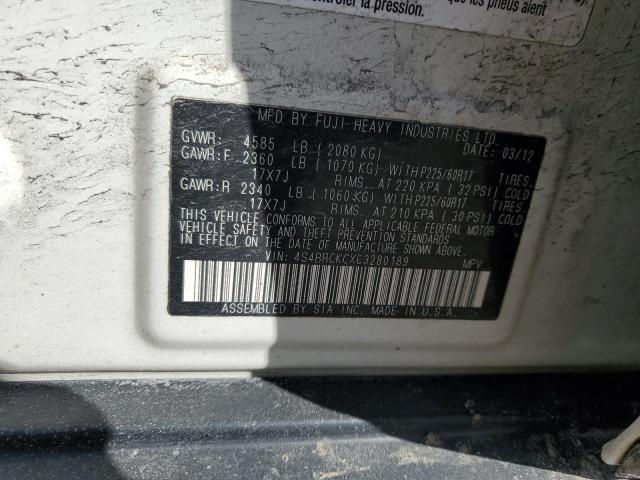 que les pneus aient
contrôler la pression.
MFD BY FUJI HEAVY INDUSTRIES LTD.
GVWR: 4585 LB ( 2080 KG) DATE: 03/12
GAWR:F 2360 LB ( 1070 KG) WITH P225/60R17 TIRES.
17X7J RIMS. AT 220 KPA ( 32 PSI) COLD
GAWR:R 2340 LB ( 1060 KG) WITH P225/60R17 TIRES.
17X7J RIMS. AT 210 KPA ( 30 PSI) COLD
THIS VEHICLE CONFORMS TO ALL APPLICABLE FEDERAL MOTOR
VEHICLE SAFETY AND THEFT PREVENTION STANDARDS
IN EFFECT ON THE DATE OF MANUFACTURE SHOWN ABOVE.
VIN: 4S4BRCKCXC3280189 MPV
ASSEMBLED BY SIA INC. MADE IN U.S.A.